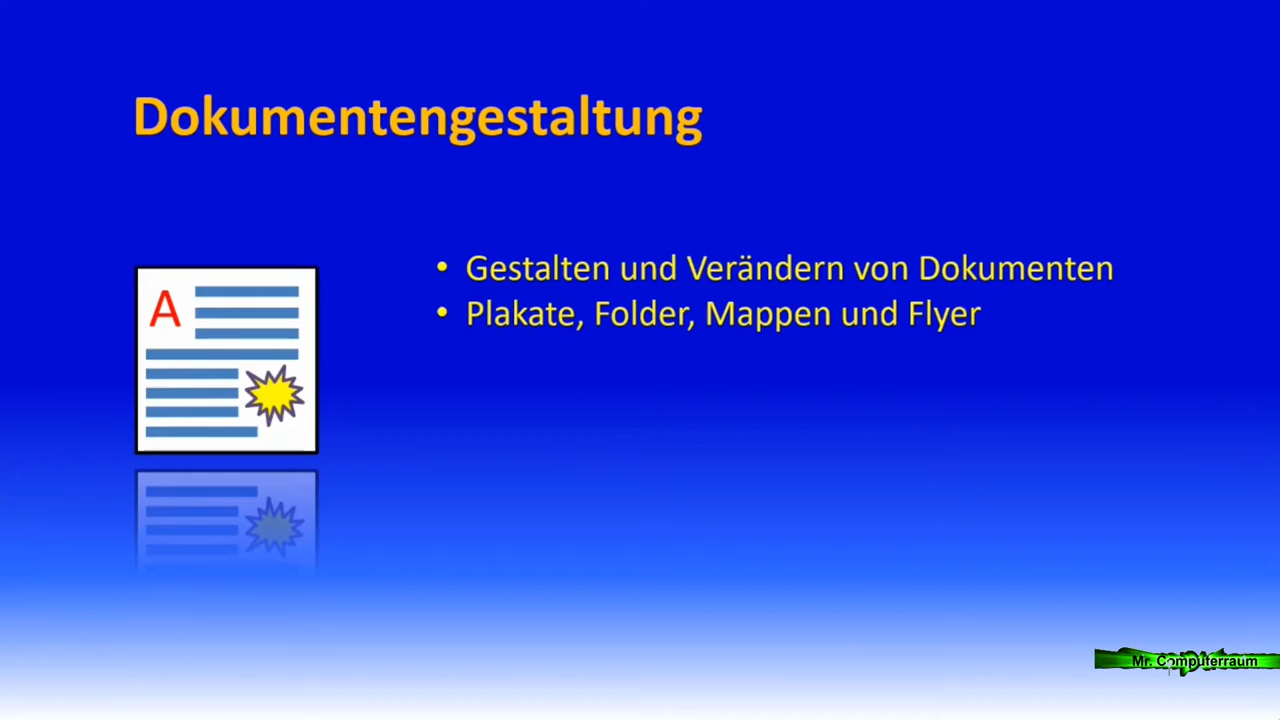 Dokumentengestaltung
• Gestalten und Verändern von Dokumenten
• Plakate, Folder, Mappen und Flyer
A
Mr. Computerraum